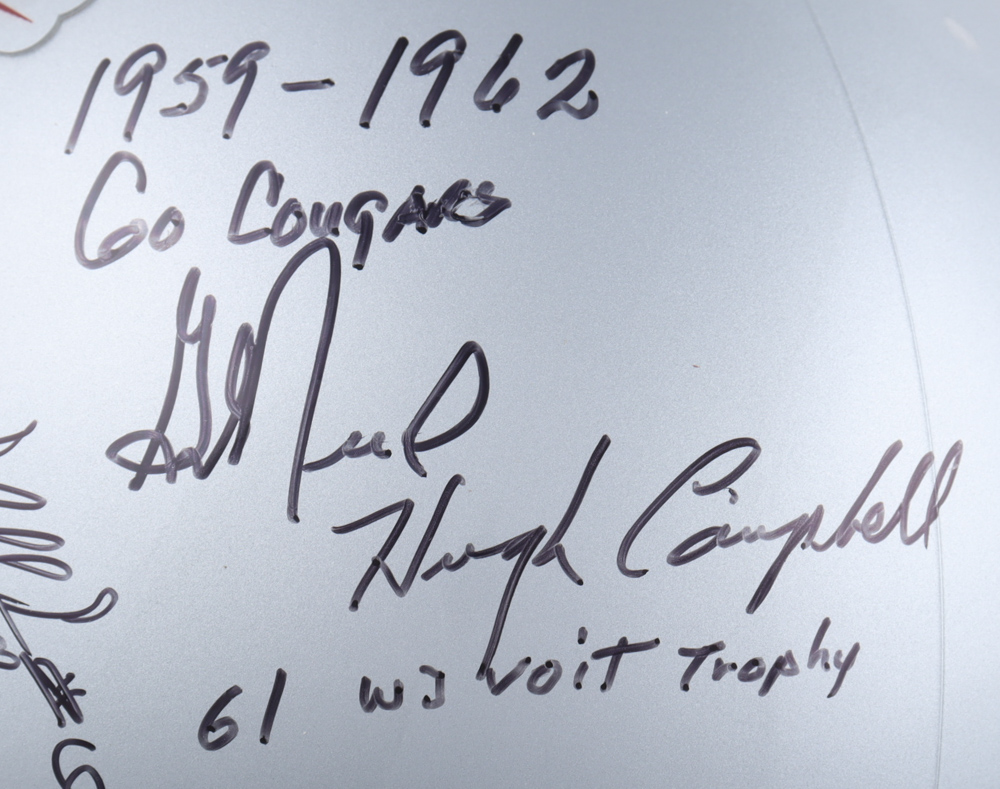 1959-1962
Go Cougars
Hugh Campbell
61 WJ Voit Trophy